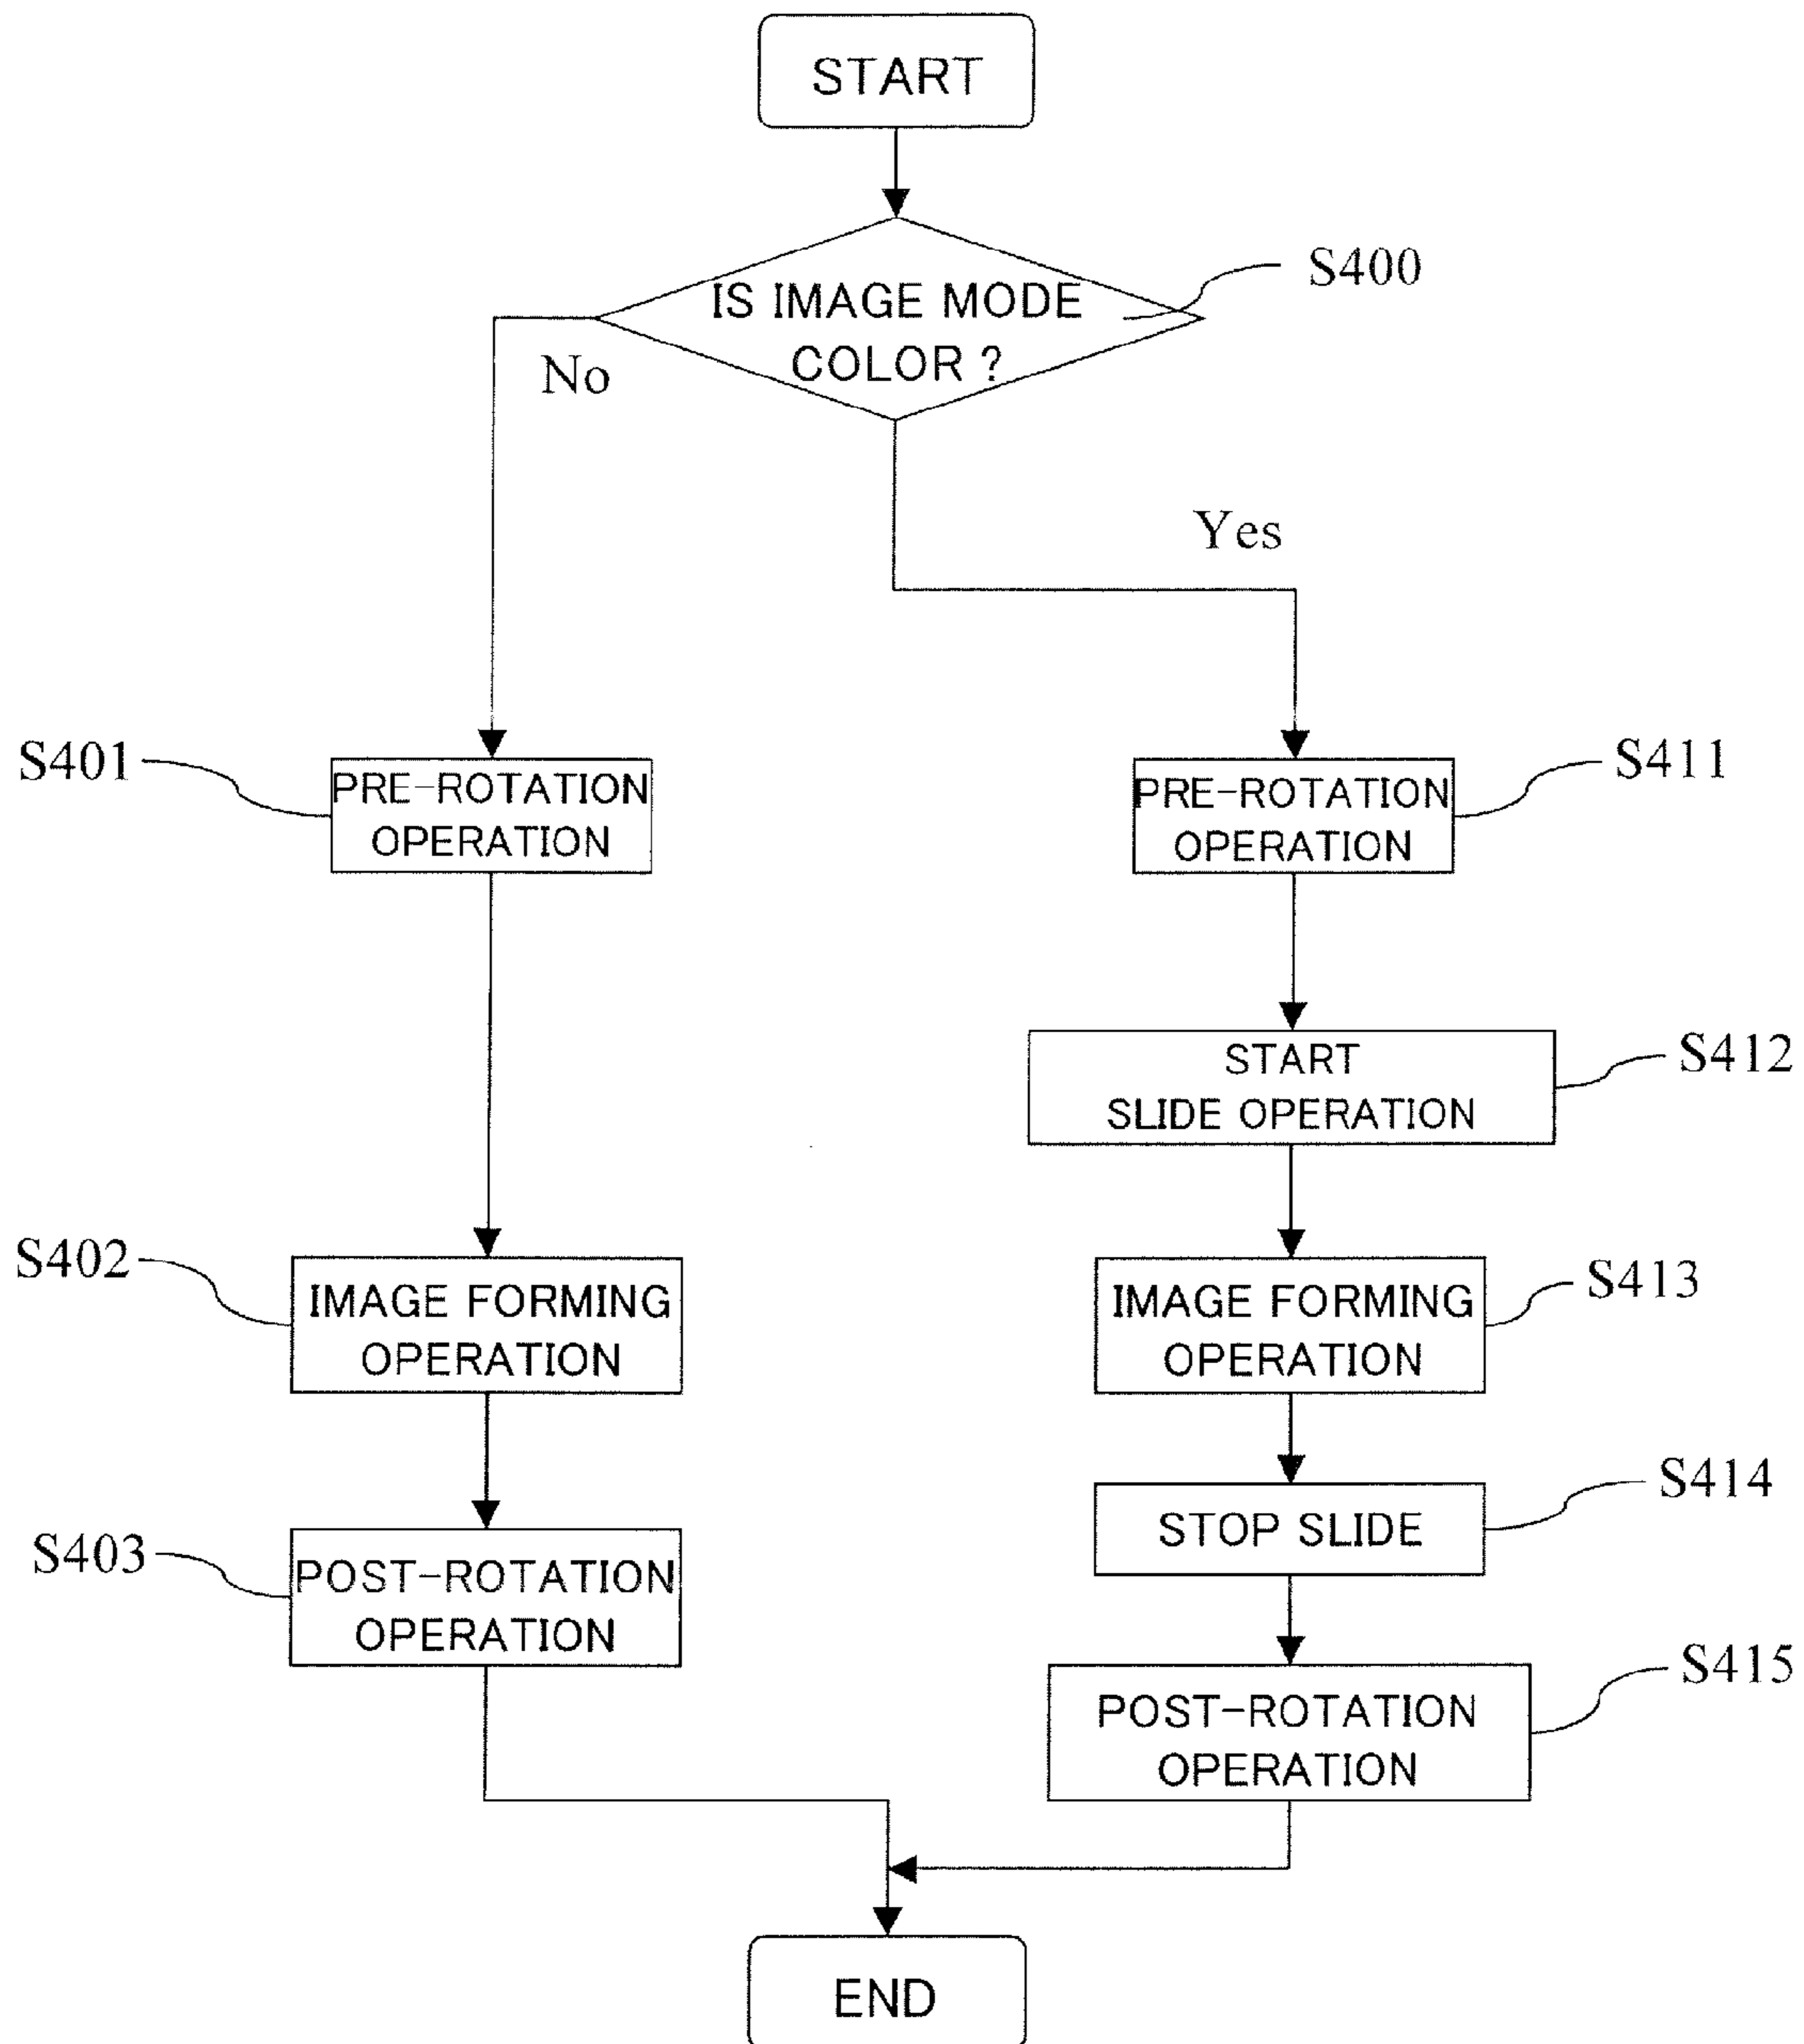 START
IS IMAGE MODE
COLOR ?
S400
No
Yes
S401
PRE-ROTATION
OPERATION
S411
PRE-ROTATION
OPERATION
S412
START
SLIDE OPERATION
S402
IMAGE FORMING
OPERATION
S413
IMAGE FORMING
OPERATION
S414
STOP SLIDE
S403
POST-ROTATION
OPERATION
S415
POST-ROTATION
OPERATION
END